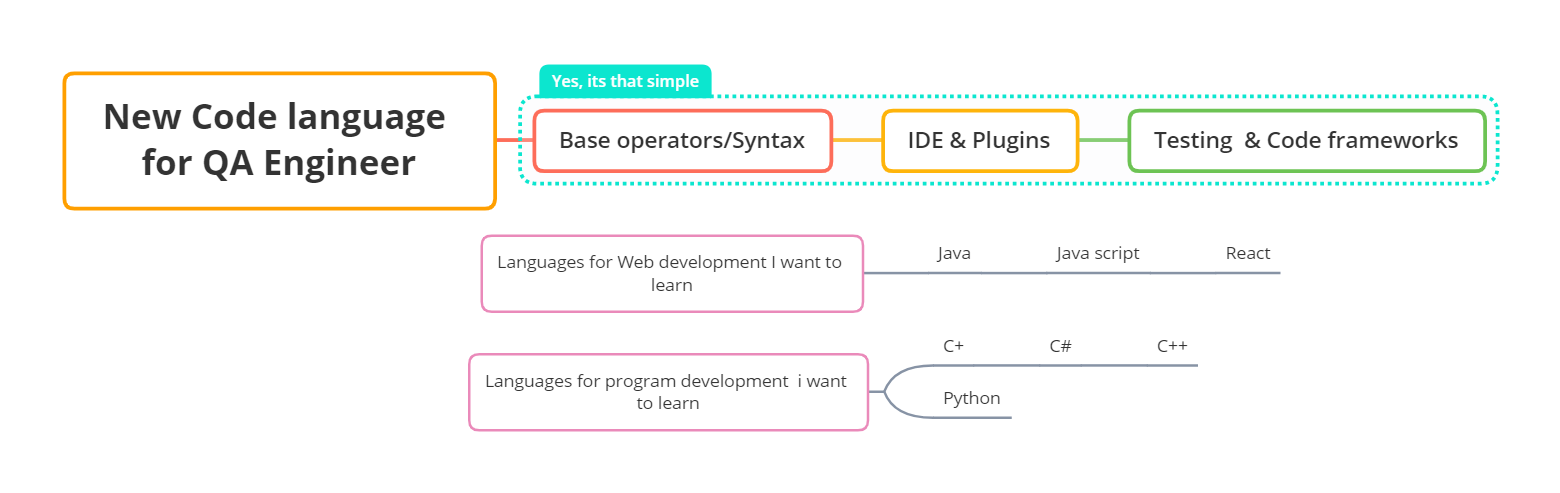 Yes, its that simple
New Code language
for QA Engineer
Base operators/Syntax
IDE & Plugins
Testing  & Code frameworks
Languages for Web development I want to
learn
Java
Java script
React
Languages for program development  i want
to learn
C+
C#
C++
Python